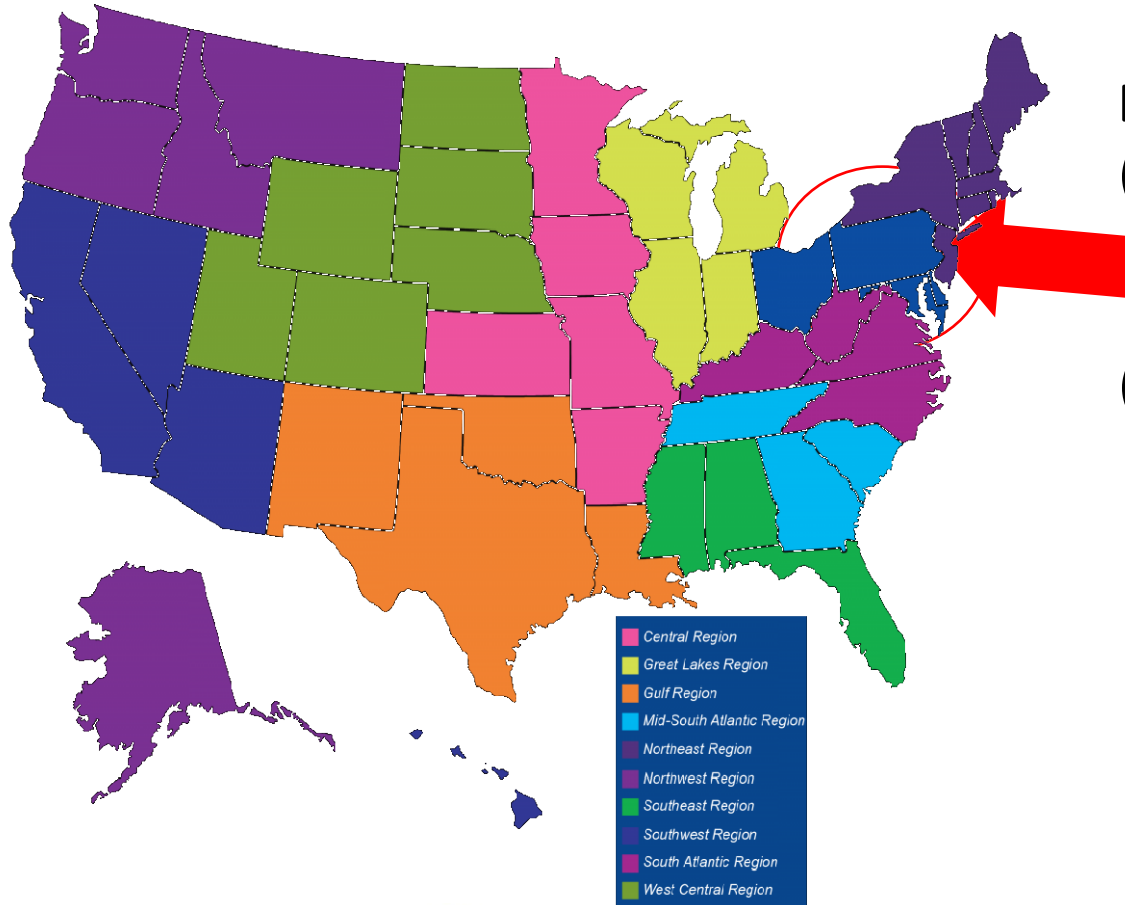 Central Region
Great Lakes Region
Gulf Region
Mid-South Atlantic Region
Northeast Region
Northwest Region
Southeast Region
Southwest Region
South Atlantic Region
West Central Region